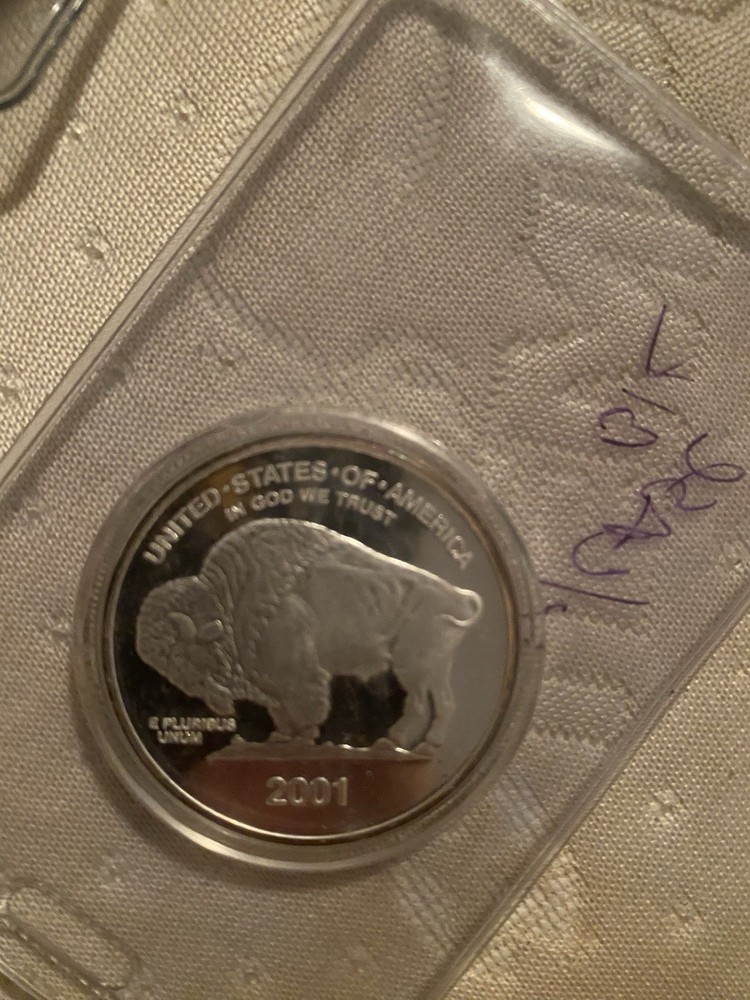 UNITED·STATES·OF·AMERICA
IN GOD WE TRUST
E PLURIBUS
UNUM
2001